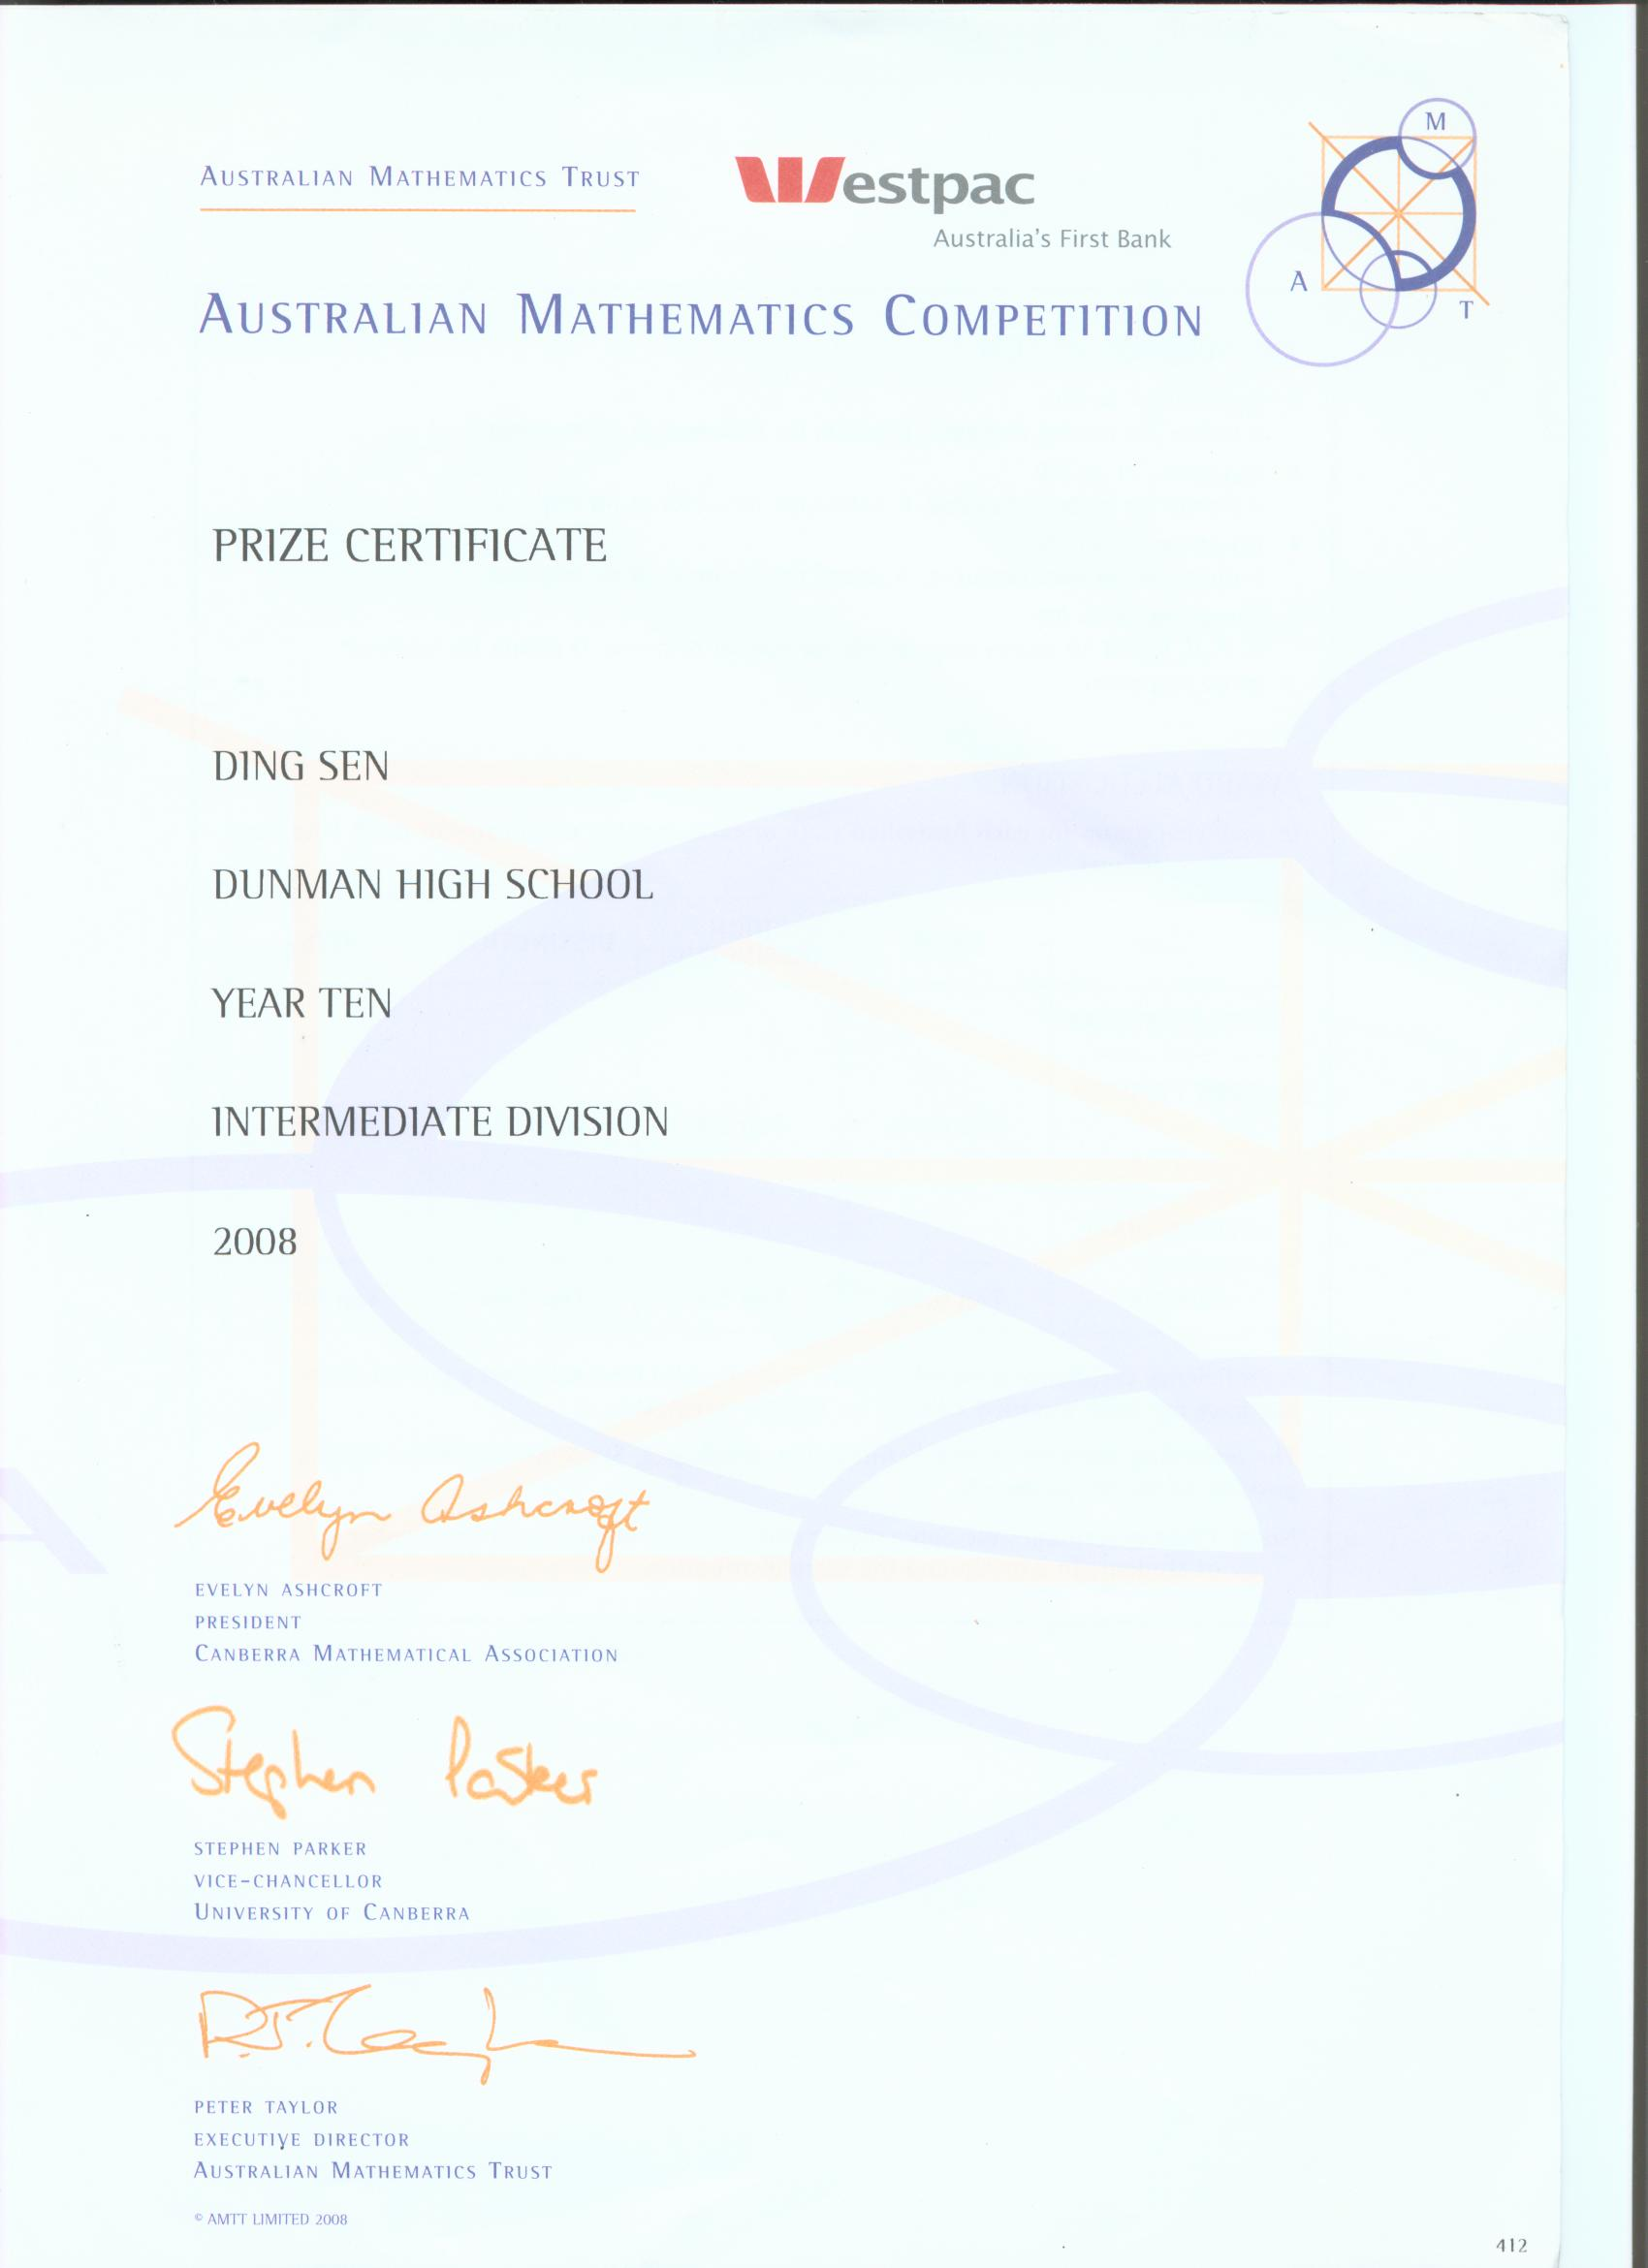 AUSTRALIAN MATHEMATICS TRUST
Westpac
Australia's First Bank
M
A
T
AUSTRALIAN MATHEMATICS COMPETITION
PRIZE CERTIFICATE
DING SEN
DUNMAN HIGH SCHOOL
YEAR TEN
INTERMEDIATE DIVISION
2008
Evelyn Ashcroft
EVELYN ASHCROFT
PRESIDENT
CANBERRA MATHEMATICAL ASSOCIATION
Stephen Parker
STEPHEN PARKER
VICE-CHANCELLOR
UNIVERSITY OF CANBERRA
PETER TAYLOR
EXECUTIVE DIRECTOR
AUSTRALIAN MATHEMATICS TRUST
© AMTT LIMITED 2008
412